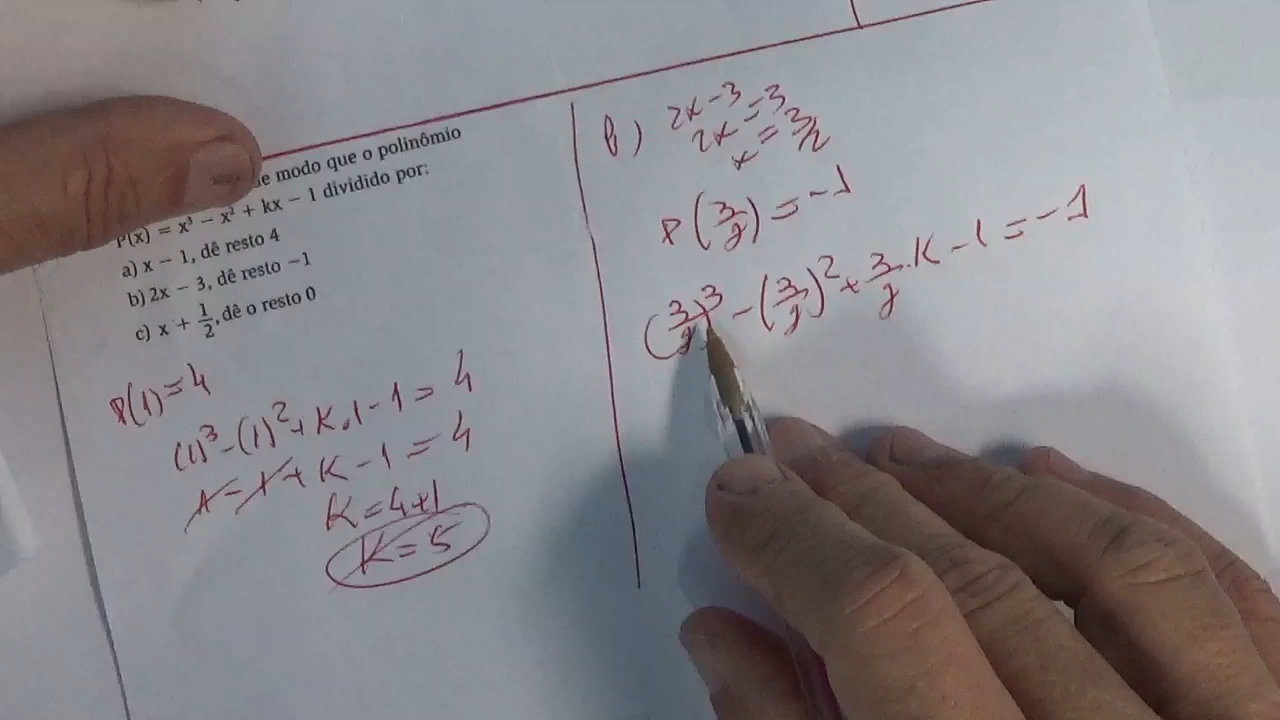 de modo que o polinômio
P(x) = x³ − x² + kx − 1 dividido por:
a) x − 1, dê resto 4
b) 2x − 3, dê resto −1
c) x + 1/2, dê o resto 0
P(1) = 4
(1)³ − (1)² + K.1 − 1 = 4
1 − 1 + K − 1 = 4
K = 4 + 1
K = 5
b) 2x − 3
2x = 3
x = 3/2
P(3/2) = −1
(3/2)³ − (3/2)² + 3/2.K − 1 = −1